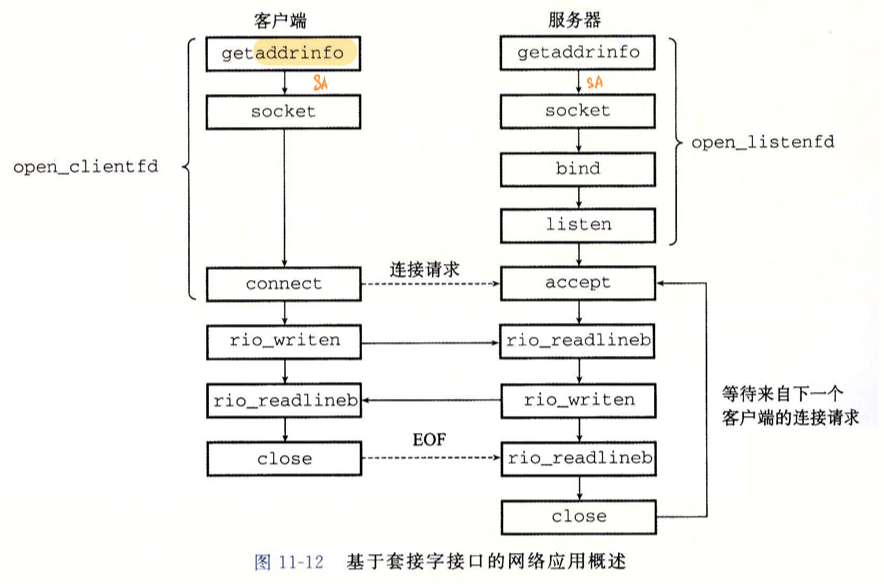 客户端
服务器
getaddrinfo
getaddrinfo
SA
SA
socket
socket
open_clientfd
open_listenfd
bind
listen
连接请求
connect
accept
rio_writen
rio_readlineb
rio_readlineb
rio_writen
等待来自下一个
客户端的连接请求
EOF
close
rio_readlineb
close
图 11-12 基于套接字接口的网络应用概述